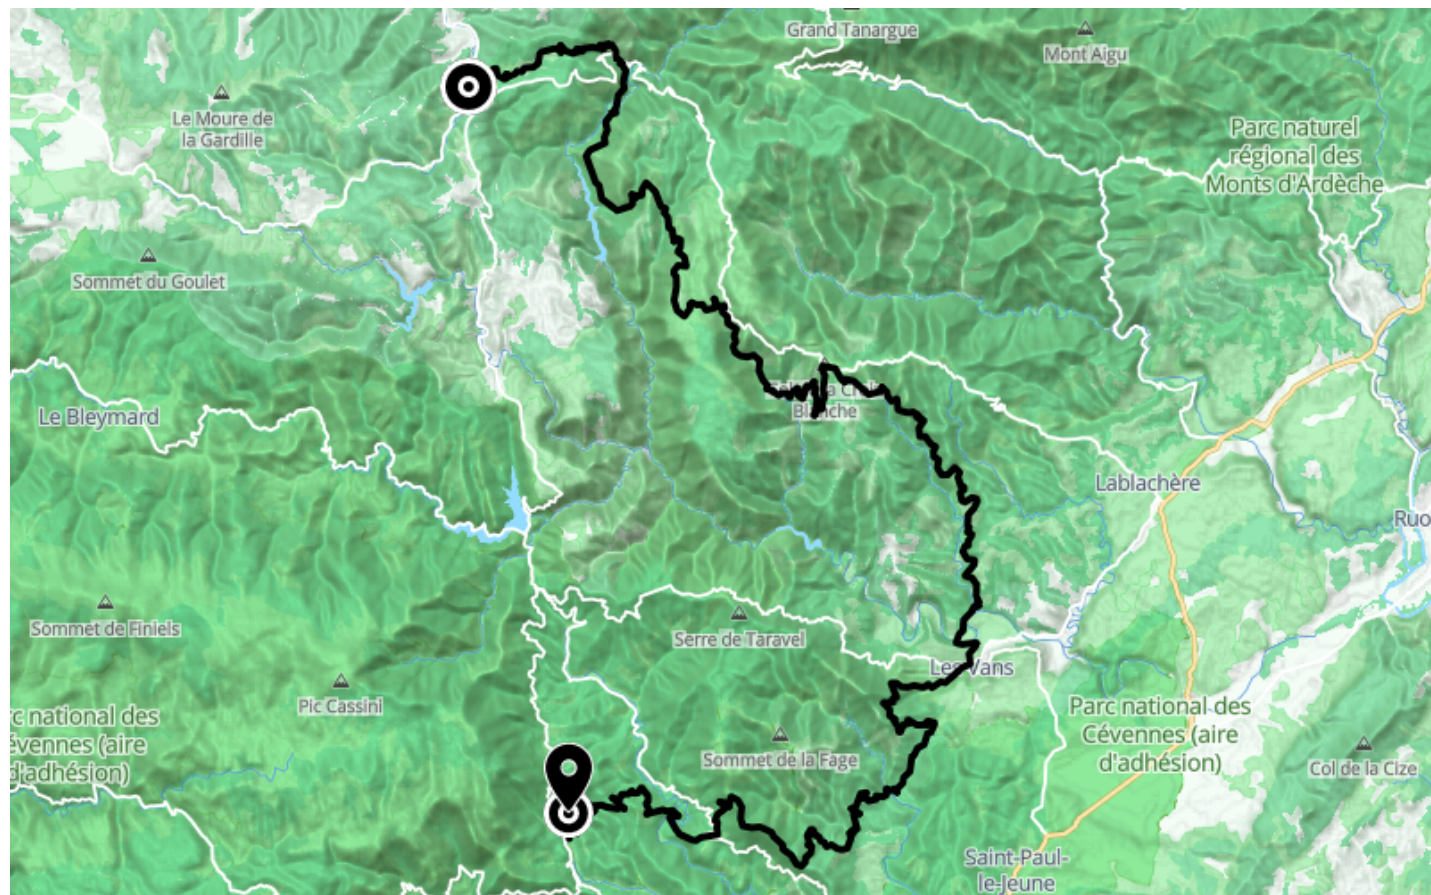 Grand Tanargue
Mont Aigu
Le Moure de
la Gardille
Parc naturel
régional des
Monts d'Ardèche
Sommet du Goulet
Blanche
Le Bleymard
Lablachère
Ruo
Sommet de Finiels
Serre de Taravel
Les Vans
Pic Cassini
rc national des
évennes (aire
d'adhésion)
Parc national des
Cévennes (aire
d'adhésion)
Sommet de la Fage
Col de la Cize
Saint-Paul-
le-Jeune